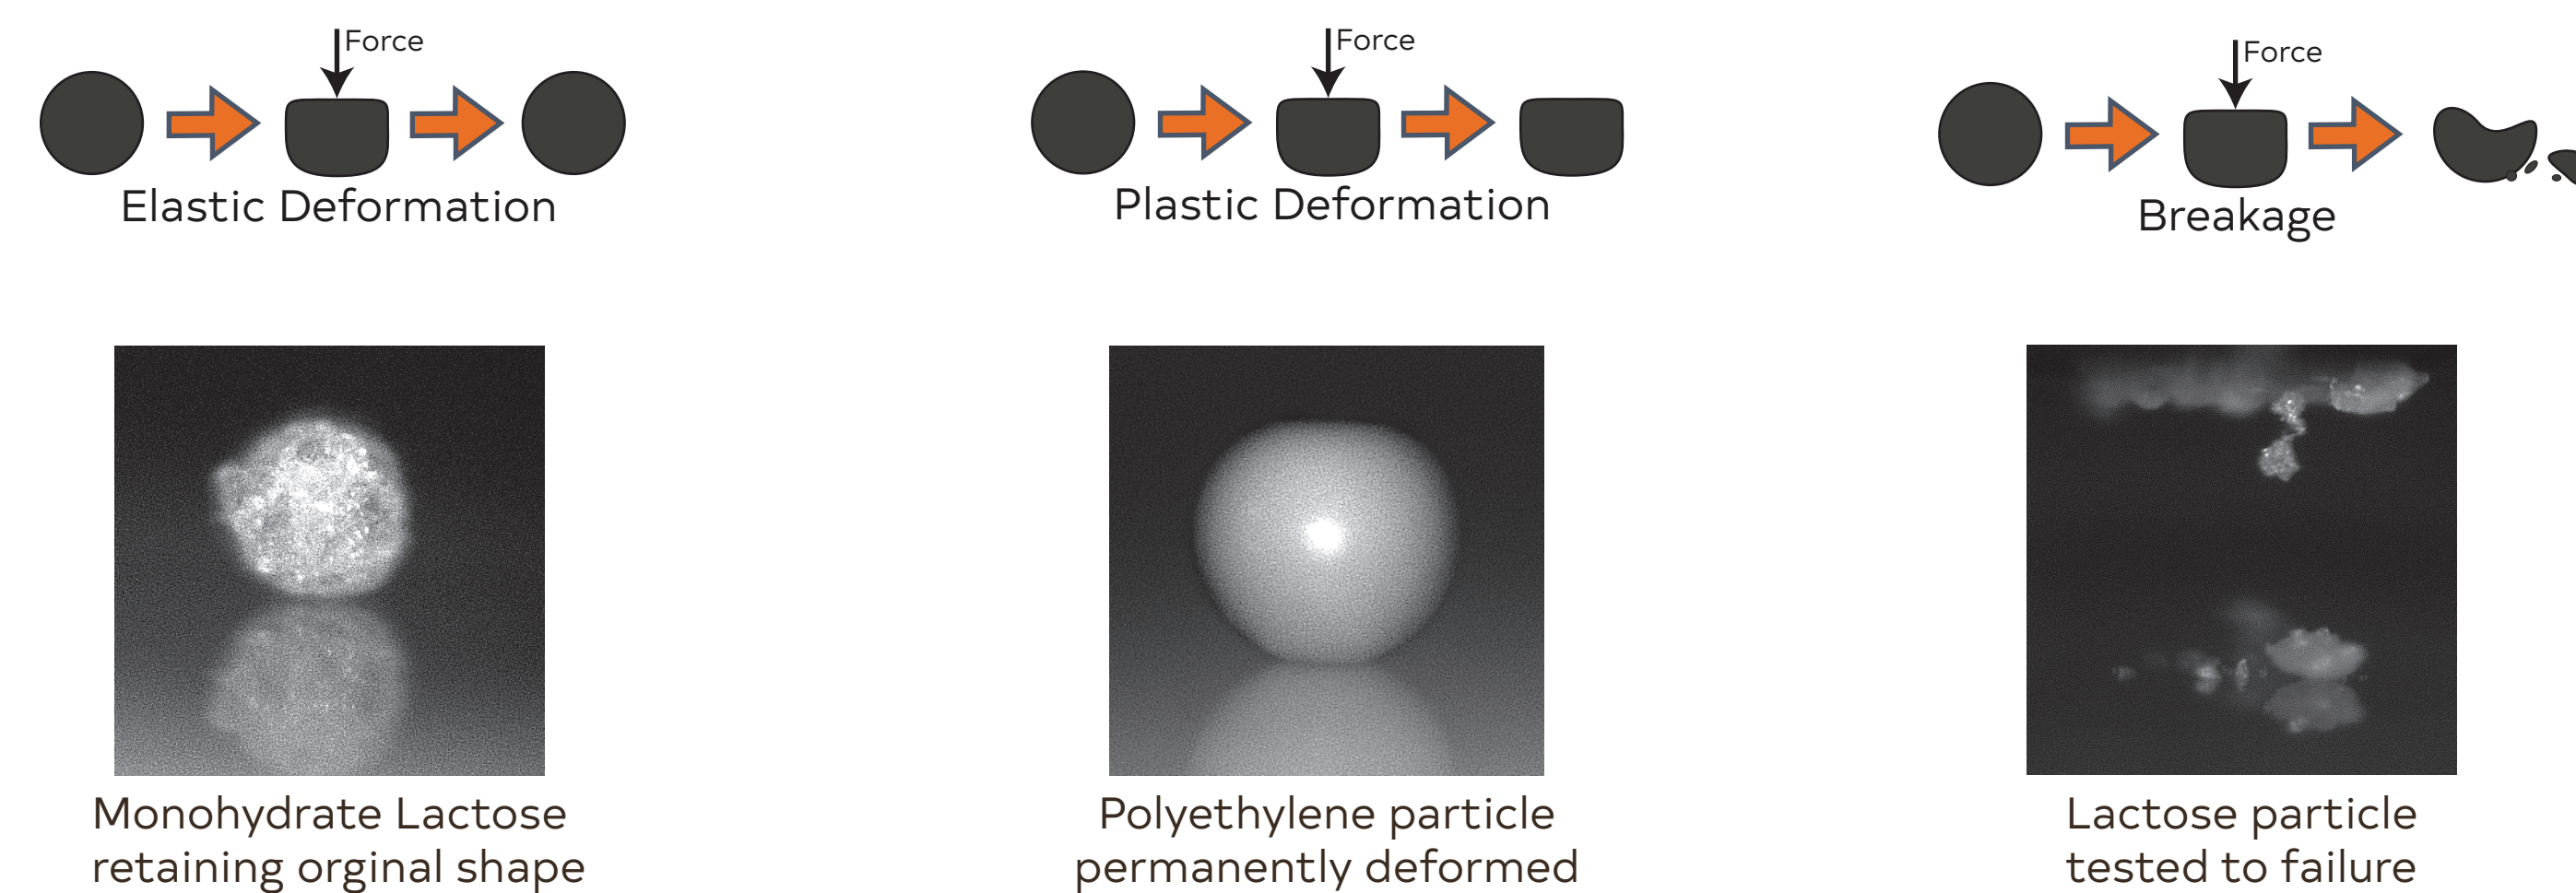 Force
Elastic Deformation
Monohydrate Lactose
retaining orginal shape
Force
Plastic Deformation
Polyethylene particle
permanently deformed
Force
Breakage
Lactose particle
tested to failure